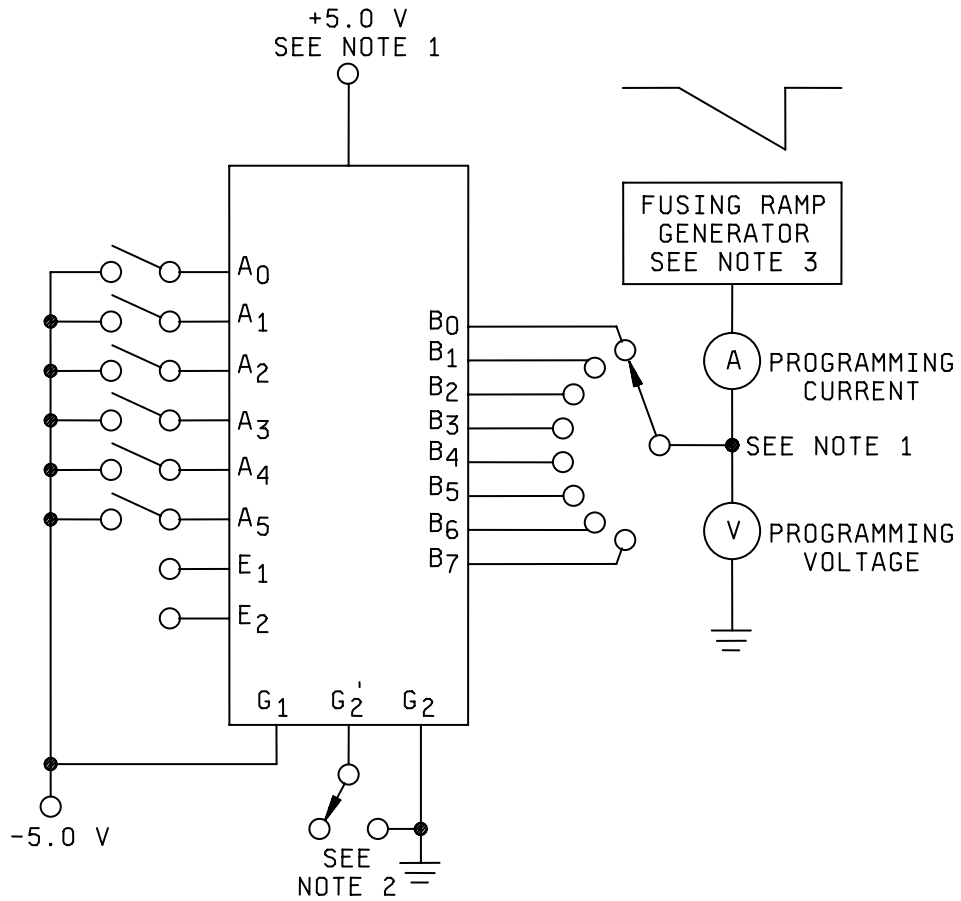 +5.0 V
SEE NOTE 1
FUSING RAMP
GENERATOR
SEE NOTE 3
A0
A1
A2
A3
A4
A5
E1
E2
B0
B1
B2
B3
B4
B5
B6
B7
A
PROGRAMMING
CURRENT
SEE NOTE 1
V
PROGRAMMING
VOLTAGE
G1
G2'
G2
-5.0 V
SEE
NOTE 2